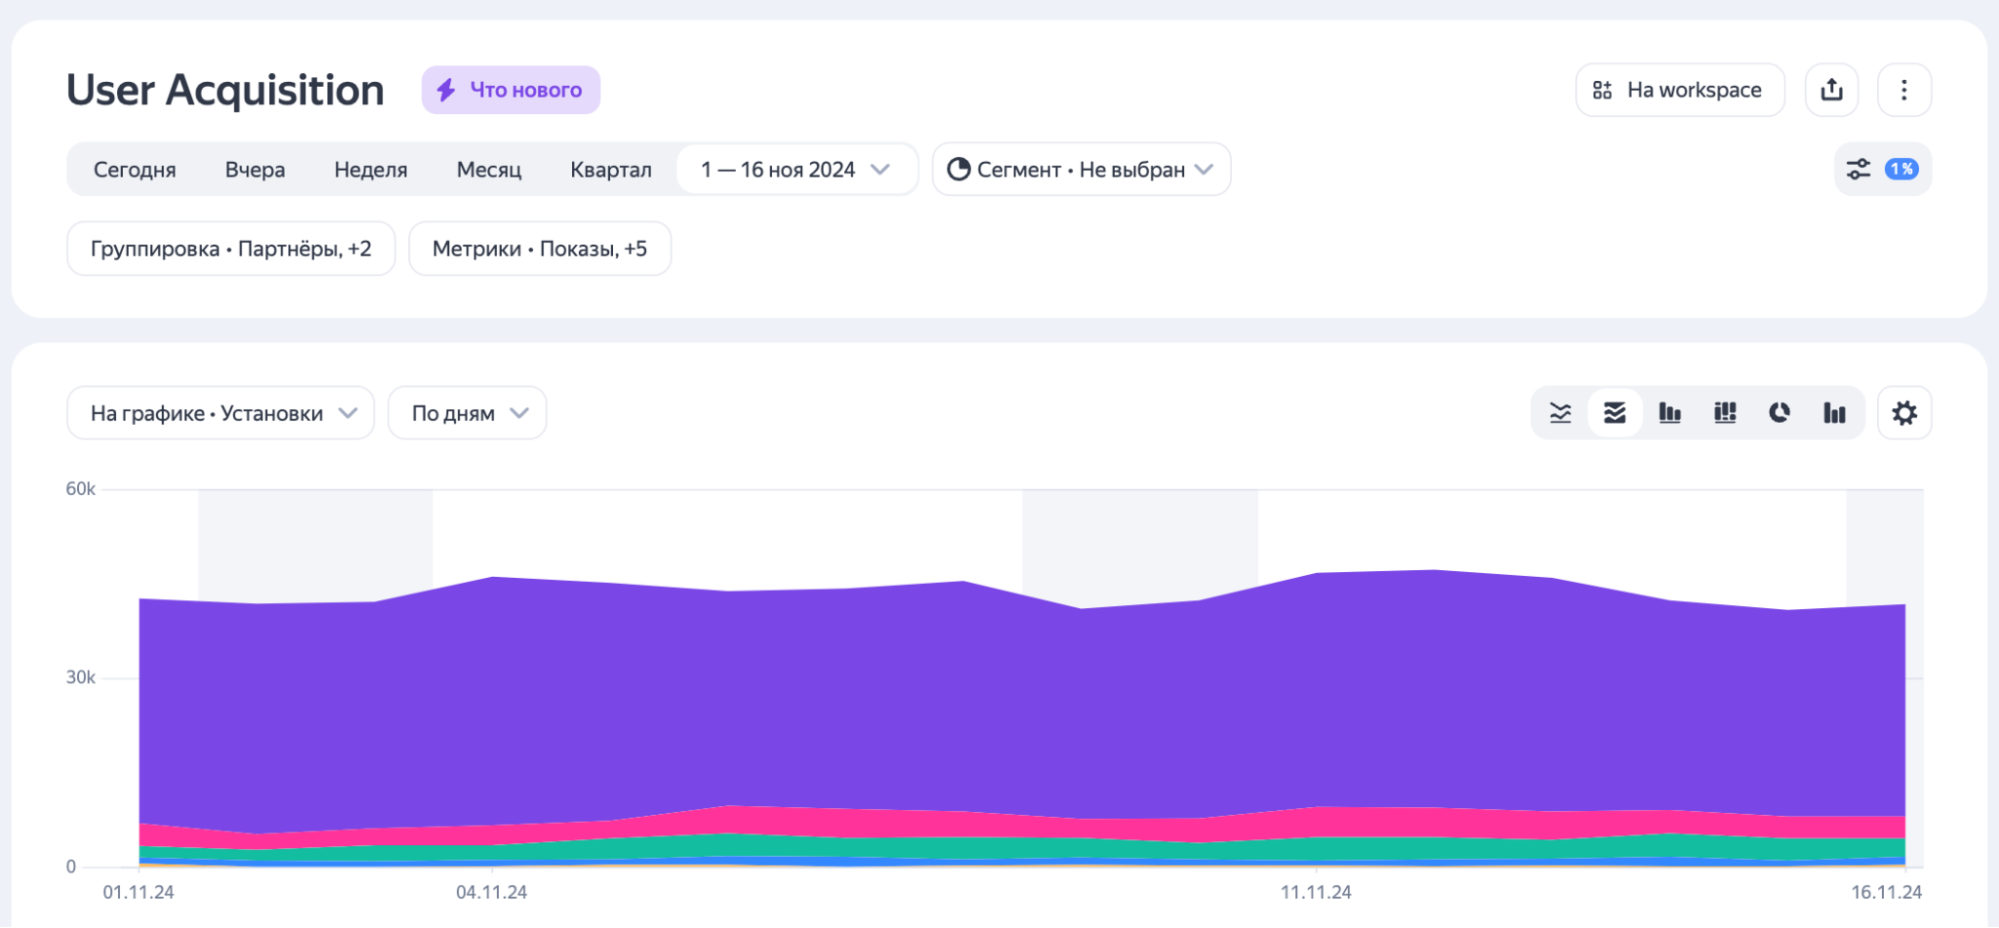 User Acquisition
Что нового
На workspace
Сегодня Вчера Неделя Месяц Квартал 1 — 16 ноя 2024 Сегмент • Не выбран 1 %
Группировка • Партнёры, +2 Метрики • Показы, +5
На графике • Установки По дням
60k
30k
0
01.11.24 04.11.24 11.11.24 16.11.24